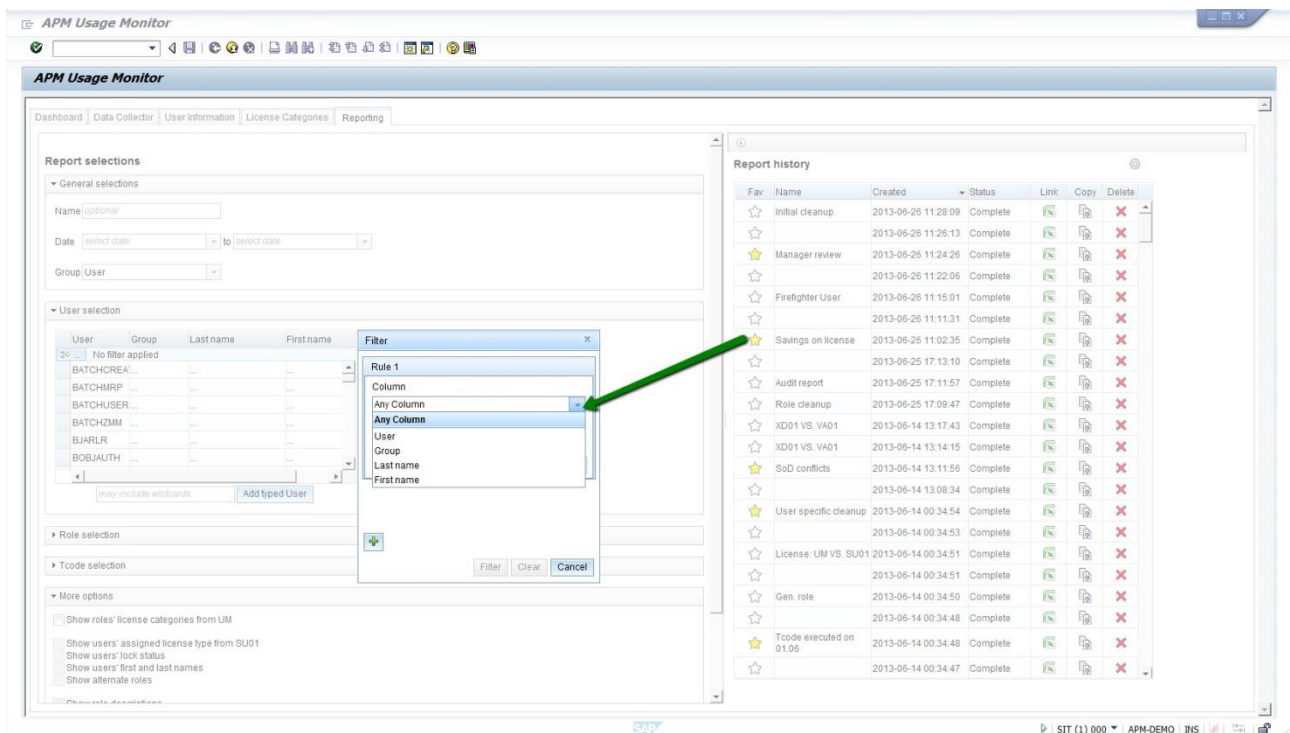 APM Usage Monitor
APM Usage Monitor
Dashboard Data Collector User Information License Categories Reporting
Report selections
General selections
Name optional
Date select date to select date
Group User
User selection
User Group Last name First name
No filter applied
BATCHCREA ... ... ...
BATCHMRP ... ... ...
BATCHUSER ... ... ...
BATCHZMM ... ... ...
BJARLR ... ... ...
BOBJAUTH ... ... ...
may include wildcards Add typed User
Role selection
Tcode selection
More options
Show roles' license categories from UM
Show users' assigned license type from SU01
Show users' lock status
Show users' first and last names
Show alternate roles
Show role descriptions
Filter x
Rule 1
Column
Any Column
Any Column
User
Group
Last name
First name
Filter Clear Cancel
Report history
Fav Name Created Status Link Copy Delete
Initial cleanup 2013-06-26 11:28:09 Complete
2013-06-26 11:26:13 Complete
Manager review 2013-06-26 11:24:26 Complete
2013-06-26 11:22:06 Complete
Firefighter User 2013-06-26 11:15:01 Complete
2013-06-26 11:11:31 Complete
Savings on license 2013-06-26 11:02:35 Complete
2013-06-25 17:13:10 Complete
Audit report 2013-06-25 17:11:57 Complete
Role cleanup 2013-06-25 17:09:47 Complete
XD01 VS. VA01 2013-06-14 13:17:43 Complete
XD01 VS. VA01 2013-06-14 13:14:15 Complete
SoD conflicts 2013-06-14 13:11:56 Complete
2013-06-14 13:08:34 Complete
User specific cleanup 2013-06-14 00:34:54 Complete
2013-06-14 00:34:53 Complete
License: UM VS. SU01 2013-06-14 00:34:51 Complete
2013-06-14 00:34:51 Complete
Gen. role 2013-06-14 00:34:50 Complete
2013-06-14 00:34:48 Complete
Tcode executed on
01.06 2013-06-14 00:34:48 Complete
2013-06-14 00:34:47 Complete
SAP
SIT (1) 000 APM-DEMO INS